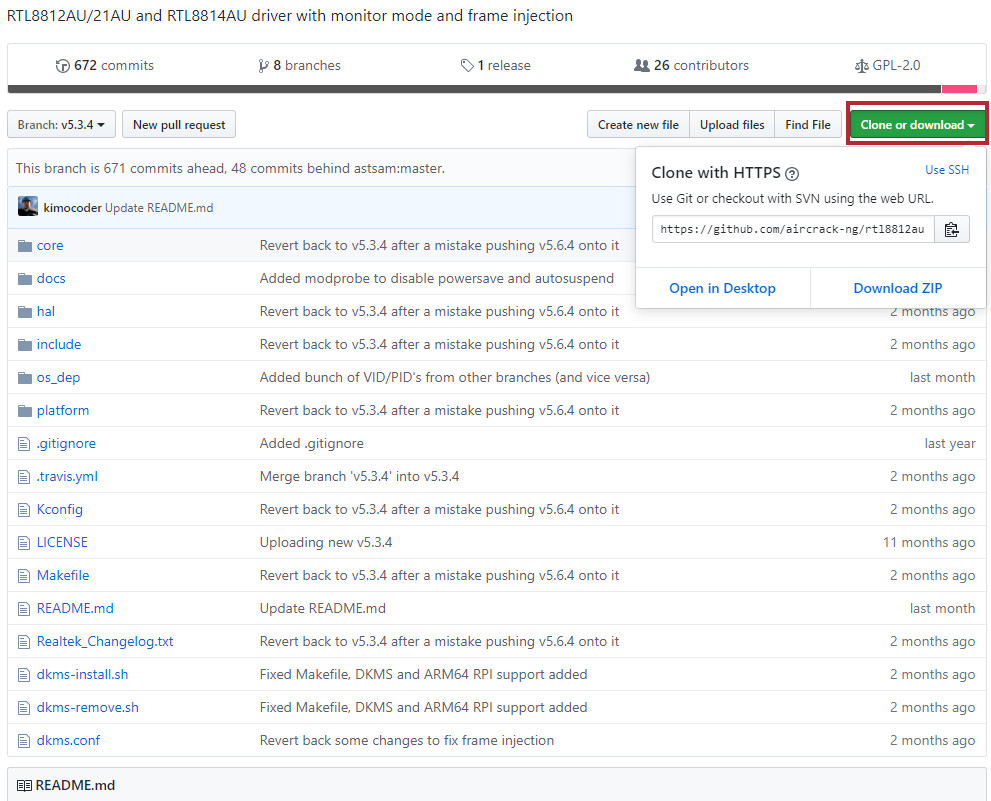 RTL8812AU/21AU and RTL8814AU driver with monitor mode and frame injection
672 commits 8 branches 1 release 26 contributors GPL-2.0
Branch: v5.3.4 New pull request Create new file Upload files Find File Clone or download
This branch is 671 commits ahead, 48 commits behind astsam:master.
Clone with HTTPS ? Use SSH
Use Git or checkout with SVN using the web URL.
https://github.com/aircrack-ng/rtl8812au
Open in Desktop Download ZIP
kimocoder Update README.md
core Revert back to v5.3.4 after a mistake pushing v5.6.4 onto it
docs Added modprobe to disable powersave and autosuspend
hal Revert back to v5.3.4 after a mistake pushing v5.6.4 onto it 2 months ago
include Revert back to v5.3.4 after a mistake pushing v5.6.4 onto it 2 months ago
os_dep Added bunch of VID/PID's from other branches (and vice versa) last month
platform Revert back to v5.3.4 after a mistake pushing v5.6.4 onto it 2 months ago
.gitignore Added .gitignore last year
.travis.yml Merge branch 'v5.3.4' into v5.3.4 2 months ago
Kconfig Revert back to v5.3.4 after a mistake pushing v5.6.4 onto it 2 months ago
LICENSE Uploading new v5.3.4 11 months ago
Makefile Revert back to v5.3.4 after a mistake pushing v5.6.4 onto it 2 months ago
README.md Update README.md last month
Realtek_Changelog.txt Revert back to v5.3.4 after a mistake pushing v5.6.4 onto it 2 months ago
dkms-install.sh Fixed Makefile, DKMS and ARM64 RPI support added 2 months ago
dkms-remove.sh Fixed Makefile, DKMS and ARM64 RPI support added 2 months ago
dkms.conf Revert back some changes to fix frame injection 2 months ago
README.md